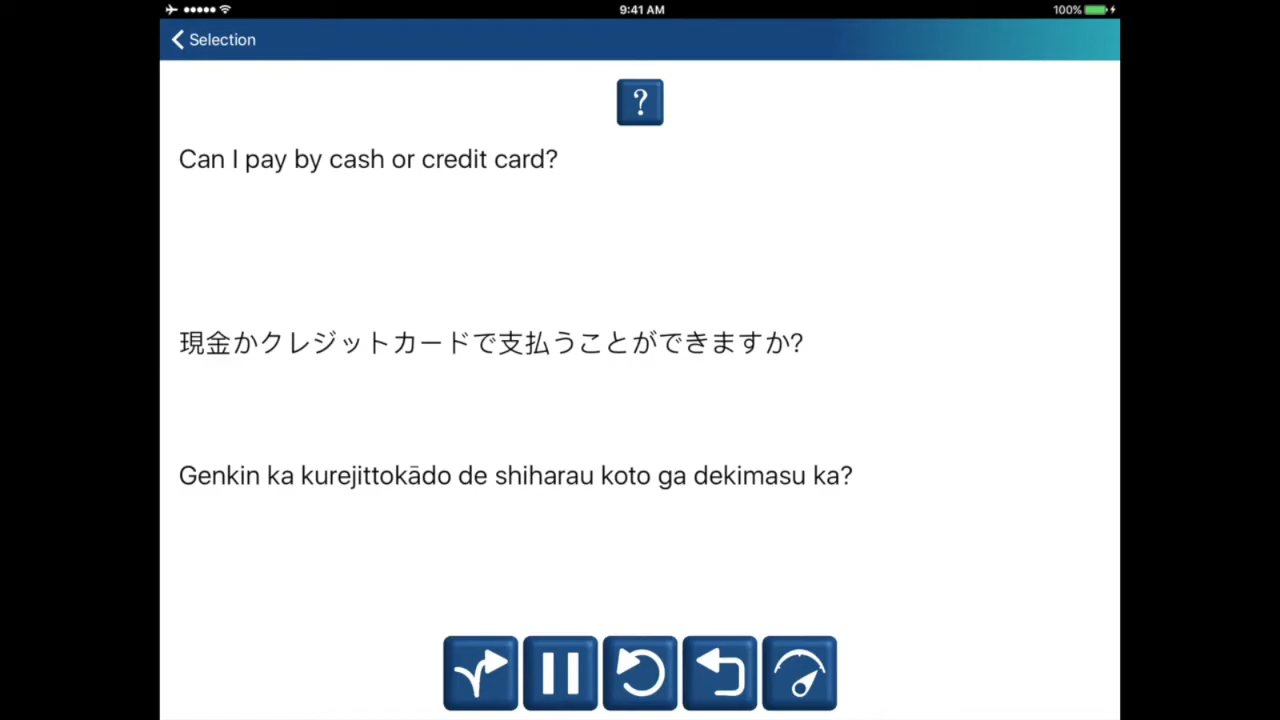 9:41 AM
100%
Selection
?
Can I pay by cash or credit card?
現金かクレジットカードで支払うことができますか?
Genkin ka kurejittokādo de shiharau koto ga dekimasu ka?